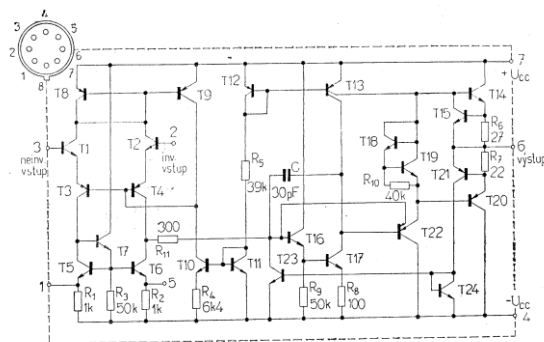 4
3
5
2
6
1
7
8
7
+ Ucc
T8
T9
T12
T13
T14
T15
R6
27
3
neinv.
vstup
T1
T2
2
inv.
vstup
T18
T19
R7
22
6
výstup
T3
T4
R5
39k
C
30pF
R10
40k
T21
T20
300
R11
T7
T16
T22
T5
T6
T10
T11
T23
T17
T24
1
R1
1k
R3
50k
R2
1k
5
R4
6k4
R9
50k
R8
100
-Ucc
4